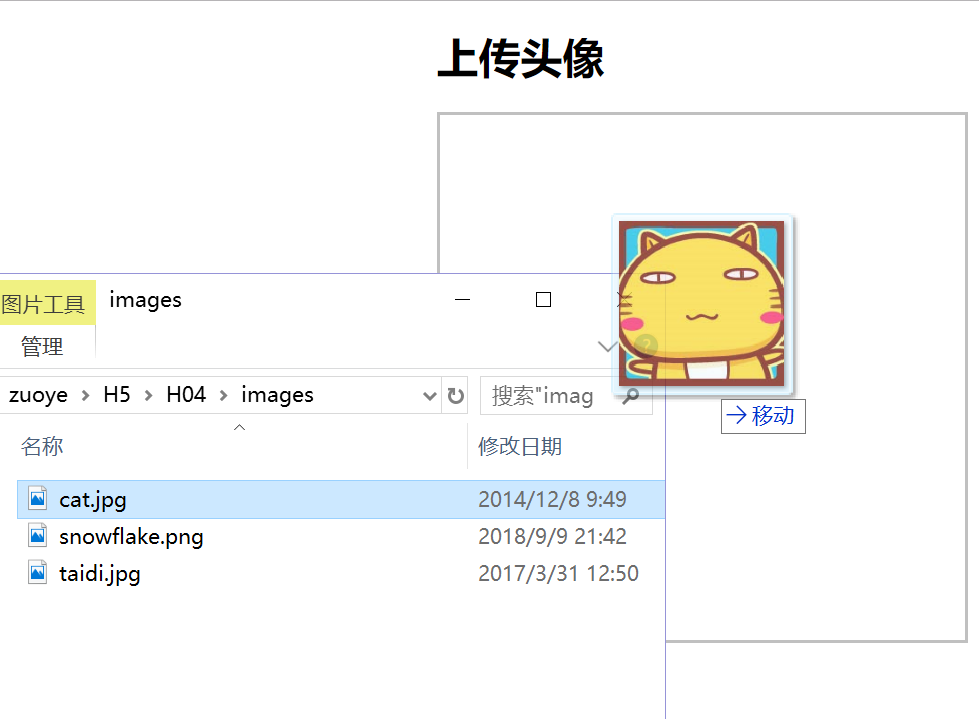 上传头像
图片工具 images
管理
zuoye > H5 > H04 > images 搜索"imag
→移动
名称 修改日期
cat.jpg 2014/12/8 9:49
snowflake.png 2018/9/9 21:42
taidi.jpg 2017/3/31 12:50